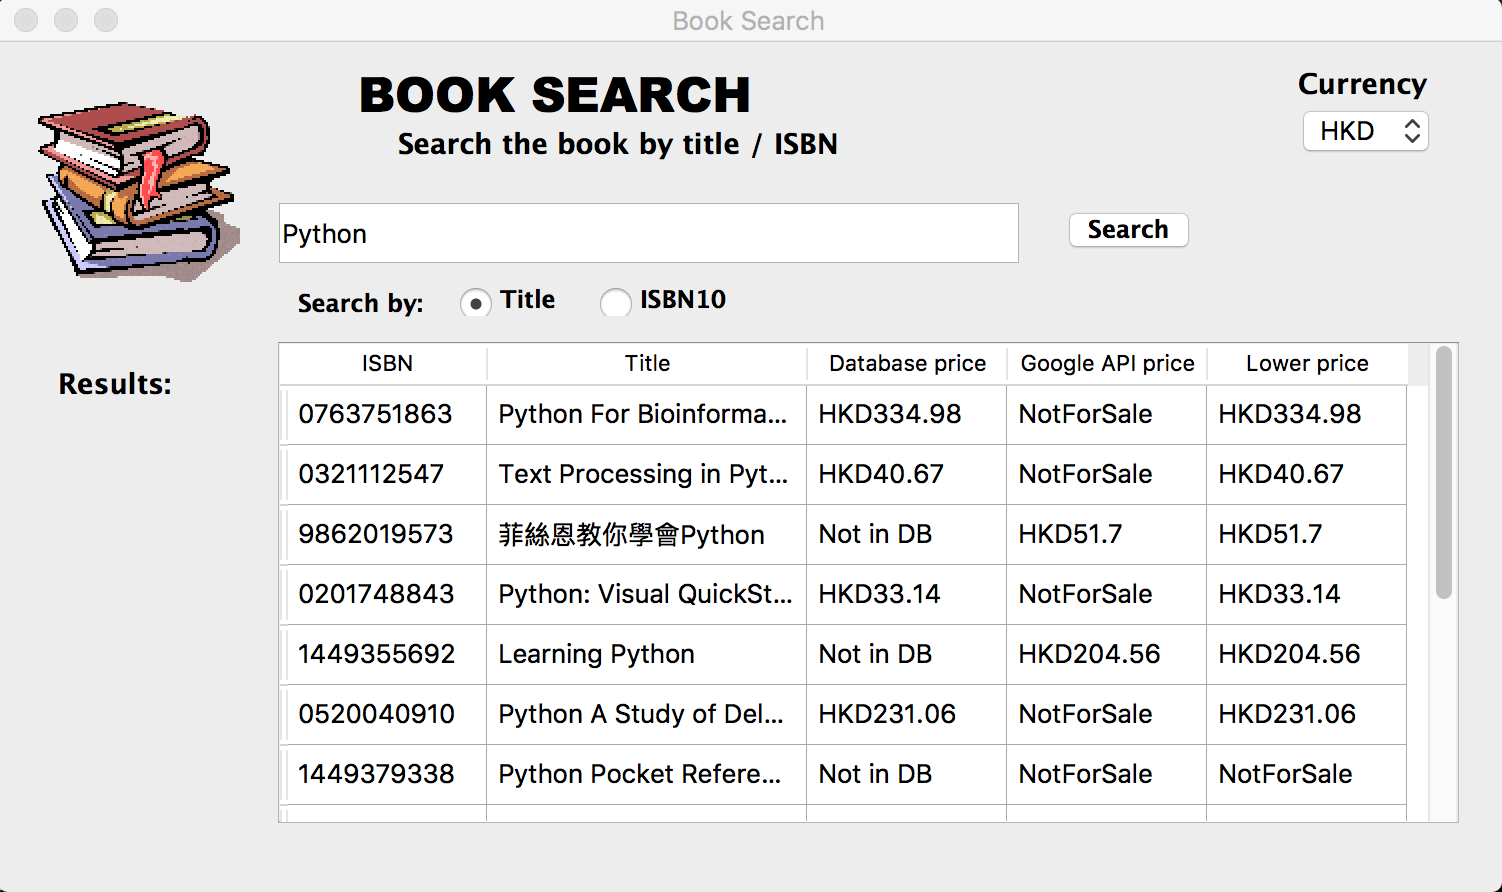 Book Search
BOOK SEARCH
Search the book by title / ISBN
Currency
HKD
Python
Search
Search by: Title ISBN10
Results:
ISBN Title Database price Google API price Lower price
0763751863 Python For Bioinforma... HKD334.98 NotForSale HKD334.98
0321112547 Text Processing in Pyt... HKD40.67 NotForSale HKD40.67
9862019573 菲絲恩教你學會Python Not in DB HKD51.7 HKD51.7
0201748843 Python: Visual QuickSt... HKD33.14 NotForSale HKD33.14
1449355692 Learning Python Not in DB HKD204.56 HKD204.56
0520040910 Python A Study of Del... HKD231.06 NotForSale HKD231.06
1449379338 Python Pocket Refere... Not in DB NotForSale NotForSale